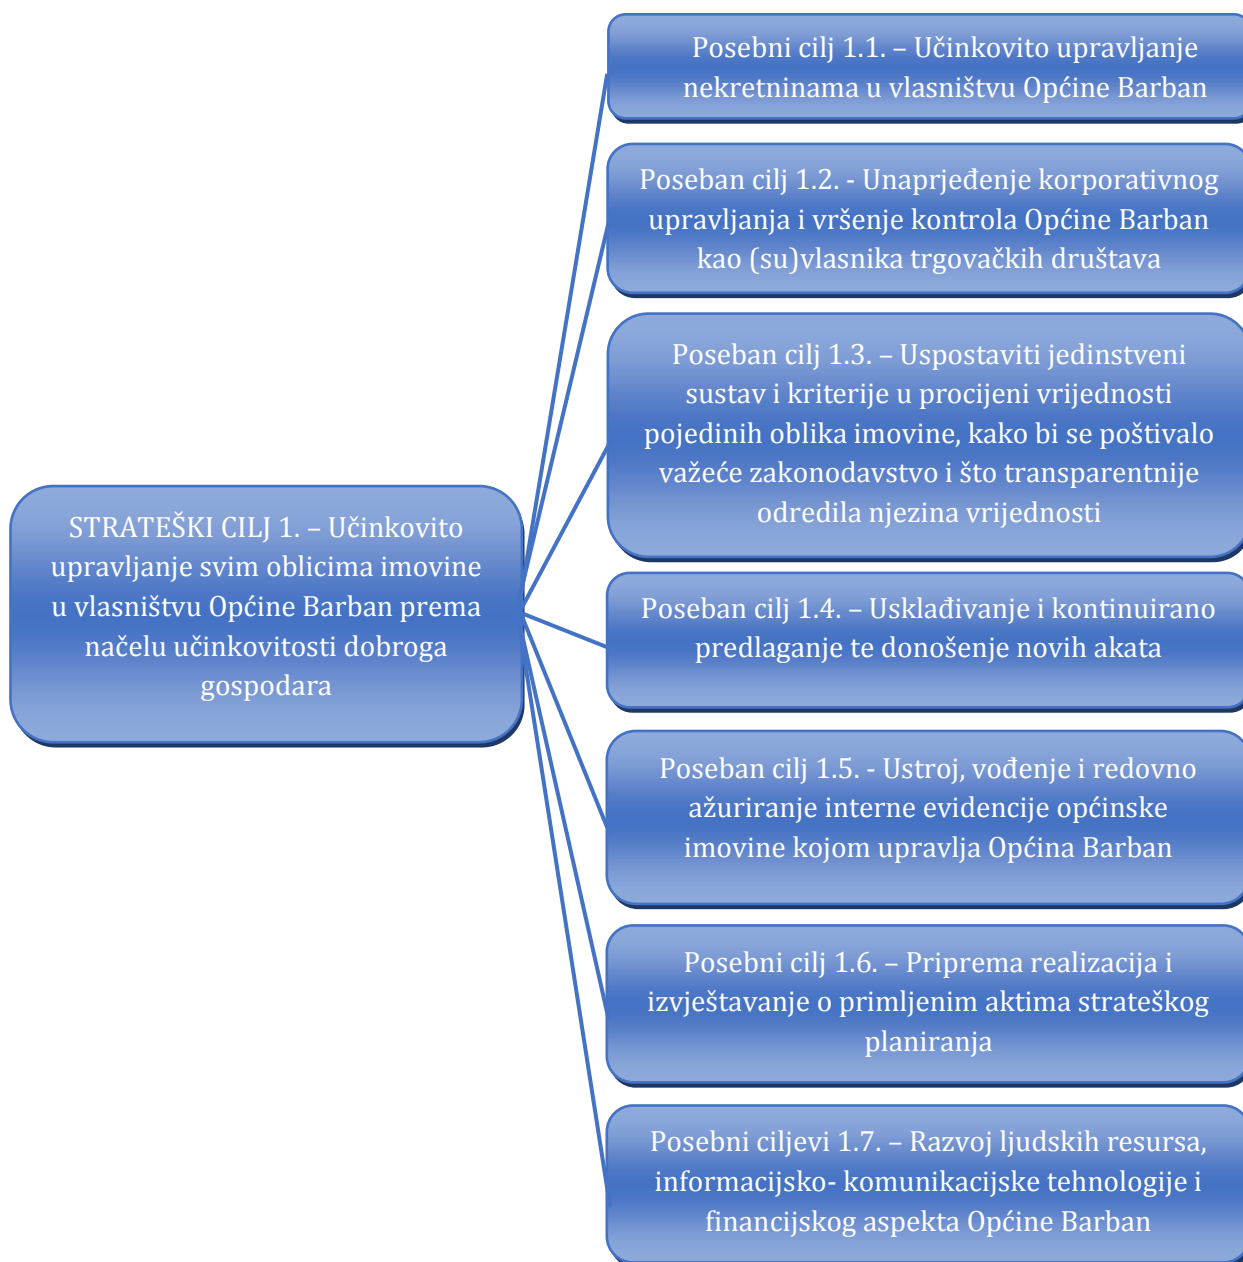 Posebni cilj 1.1. – Učinkovito upravljanje
nekretninama u vlasništvu Općine Barban
Poseban cilj 1.2. - Unaprjeđenje korporativnog
upravljanja i vršenje kontrola Općine Barban
kao (su)vlasnika trgovačkih društava
Poseban cilj 1.3. – Uspostaviti jedinstveni
sustav i kriterije u procijeni vrijednosti
pojedinih oblika imovine, kako bi se poštivalo
važeće zakonodavstvo i što transparentnije
odredila njezina vrijednosti
STRATEŠKI CILJ 1. – Učinkovito
upravljanje svim oblicima imovine
u vlasništvu Općine Barban prema
načelu učinkovitosti dobroga
gospodara
Poseban cilj 1.4. – Usklađivanje i kontinuirano
predlaganje te donošenje novih akata
Poseban cilj 1.5. - Ustroj, vođenje i redovno
ažuriranje interne evidencije općinske
imovine kojom upravlja Općina Barban
Posebni cilj 1.6. – Priprema realizacija i
izvještavanje o primljenim aktima strateškog
planiranja
Posebni ciljevi 1.7. – Razvoj ljudskih resursa,
informacijsko- komunikacijske tehnologije i
financijskog aspekta Općine Barban